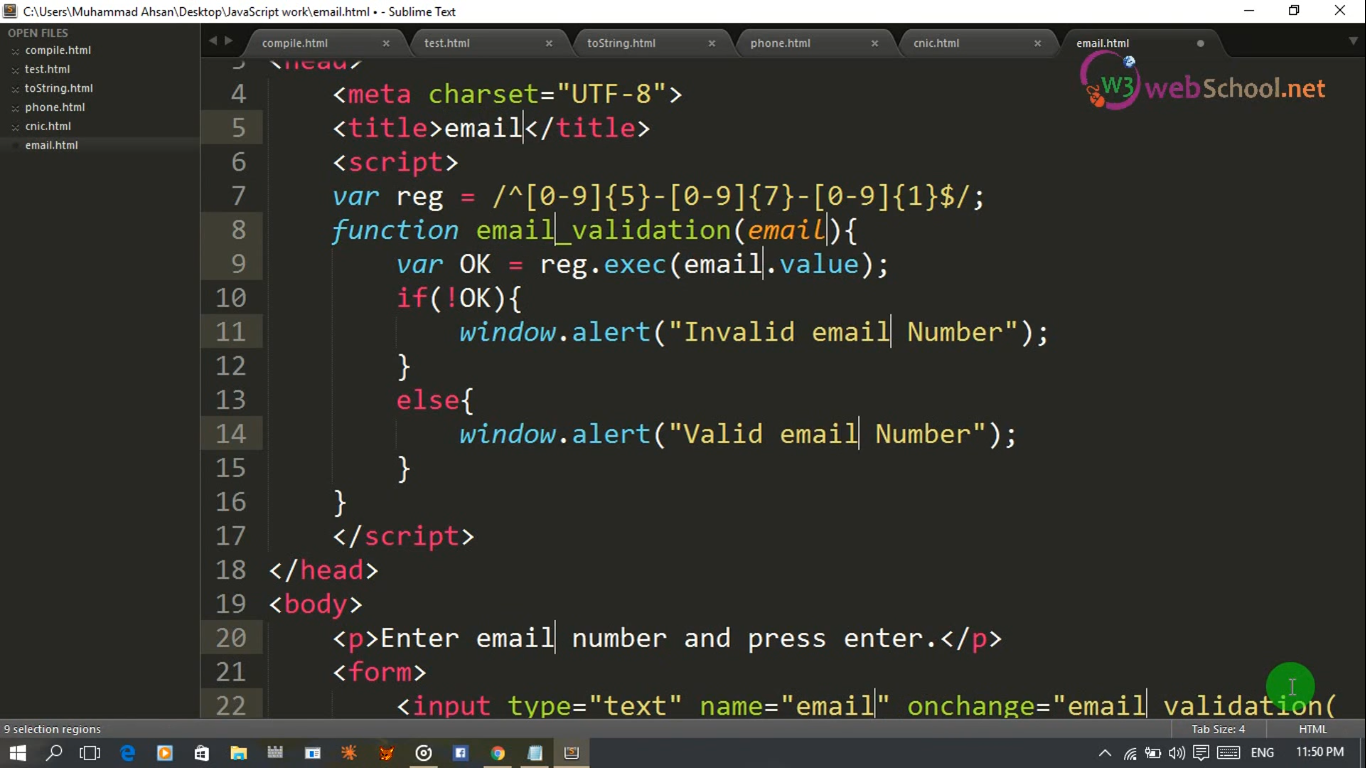 C:\Users\Muhammad Ahsan\Desktop\JavaScript work\email.html • - Sublime Text
OPEN FILES
compile.html
test.html
toString.html
phone.html
cnic.html
email.html
compile.html × test.html × toString.html × phone.html × cnic.html × email.html
W3 webSchool.net
3 <head>
4 <meta charset="UTF-8">
5 <title>email</title>
6 <script>
7 var reg = /^[0-9]{5}-[0-9]{7}-[0-9]{1}$/;
8 function email_validation(email){
9 var OK = reg.exec(email.value);
10 if(!OK){
11 window.alert("Invalid email Number");
12 }
13 else{
14 window.alert("Valid email Number");
15 }
16 }
17 </script>
18 </head>
19 <body>
20 <p>Enter email number and press enter.</p>
21 <form>
22 <input type="text" name="email" onchange="email_validation(
9 selection regions
Tab Size: 4
HTML
ENG
11:50 PM